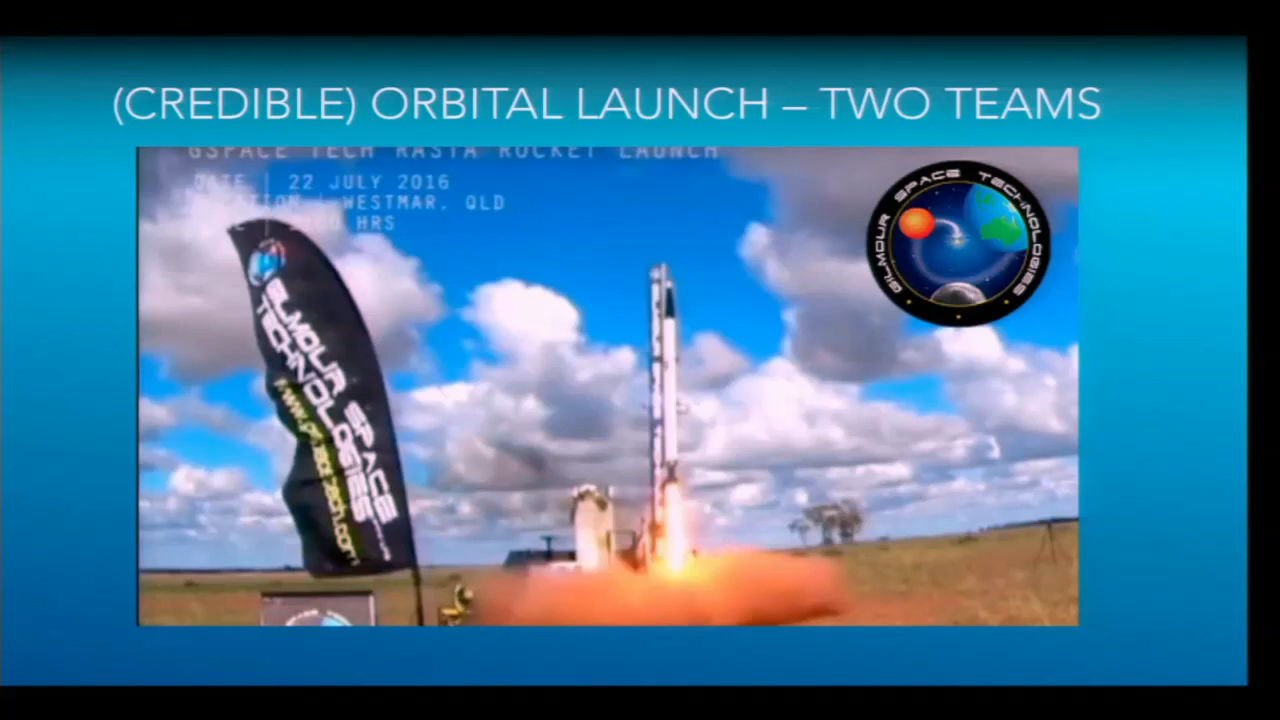 (CREDIBLE) ORBITAL LAUNCH – TWO TEAMS
GSPACE TECH RASTA ROCKET LAUNCH
DATE | 22 JULY 2016
LOCATION | WESTMAR, QLD
HRS
GILMOUR SPACE TECHNOLOGIES
GILMOUR SPACE
TECHNOLOGIES